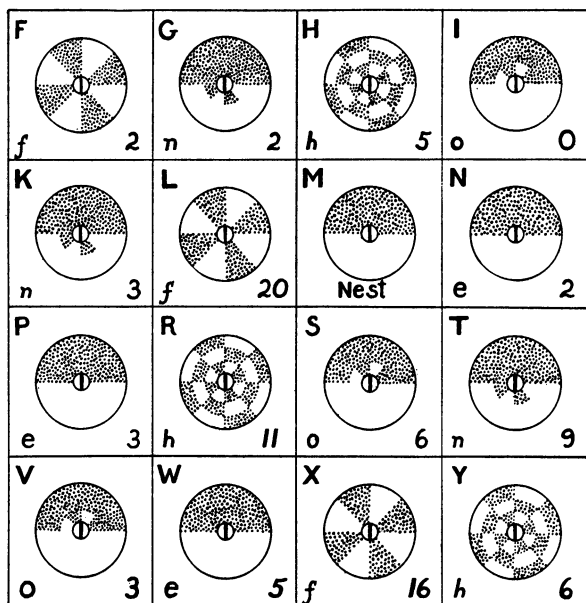 F G H I
f 2 n 2 h 5 o 0
K L M N
n 3 f 20 Nest e 2
P R S T
e 3 h 11 o 6 n 9
V W X Y
o 3 e 5 f 16 h 6